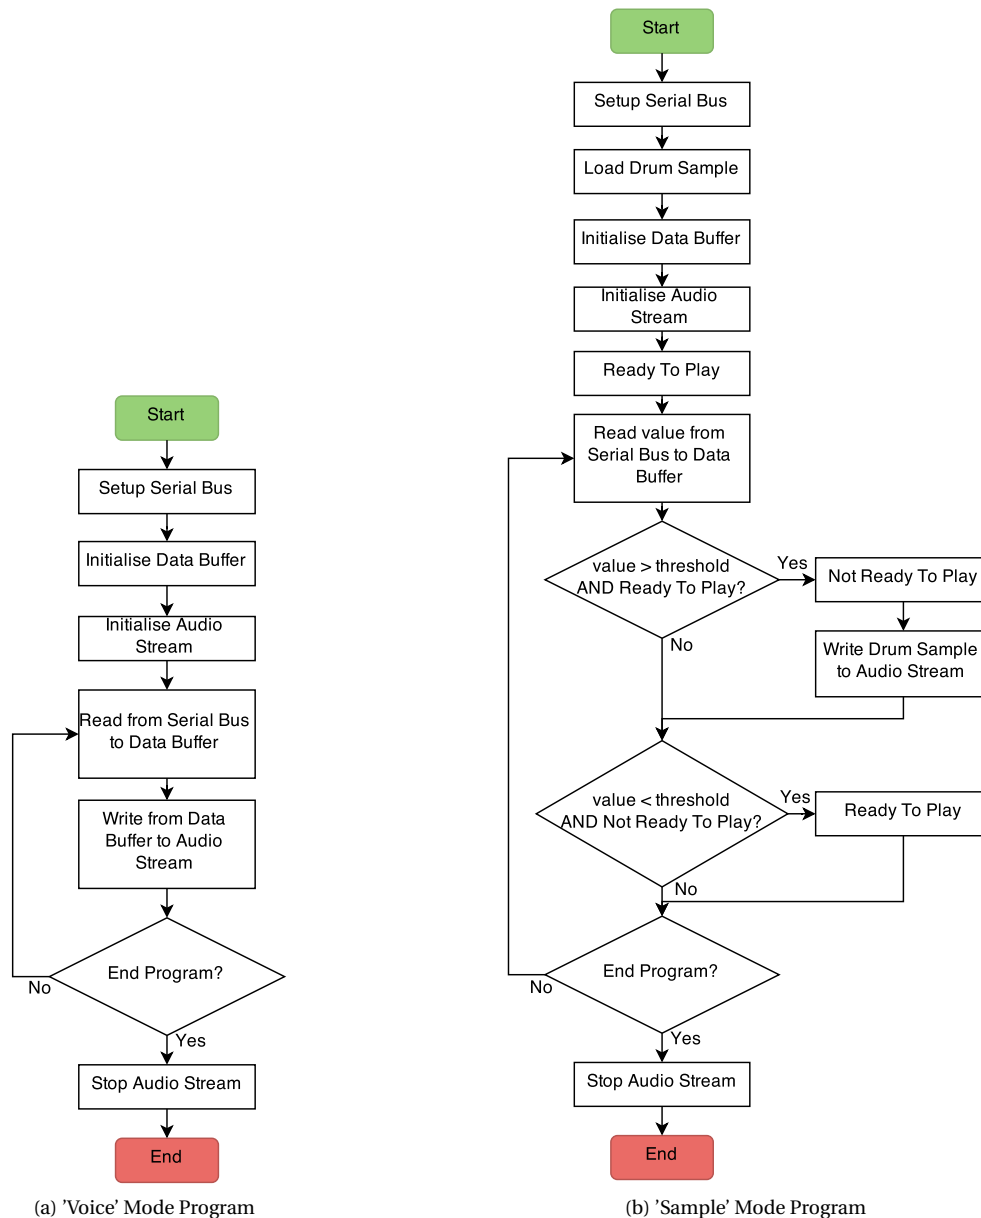 Start
Setup Serial Bus
Initialise Data Buffer
Initialise Audio
Stream
Read from Serial Bus
to Data Buffer
Write from Data
Buffer to Audio
Stream
End Program?
No
Yes
Stop Audio Stream
End
(a) 'Voice' Mode Program
Start
Setup Serial Bus
Load Drum Sample
Initialise Data Buffer
Initialise Audio
Stream
Ready To Play
Read value from
Serial Bus to Data
Buffer
value > threshold
AND Ready To Play?
Yes
Not Ready To Play
Write Drum Sample
to Audio Stream
No
value < threshold
AND Not Ready To Play?
Yes
Ready To Play
No
End Program?
No
Yes
Stop Audio Stream
End
(b) 'Sample' Mode Program